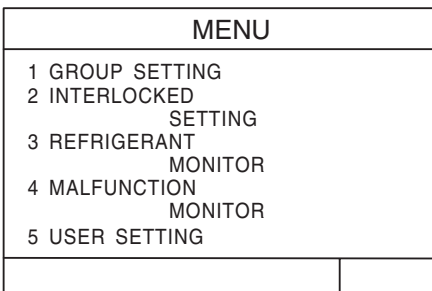 MENU
1 GROUP SETTING
2 INTERLOCKED
SETTING
3 REFRIGERANT
MONITOR
4 MALFUNCTION
MONITOR
5 USER SETTING